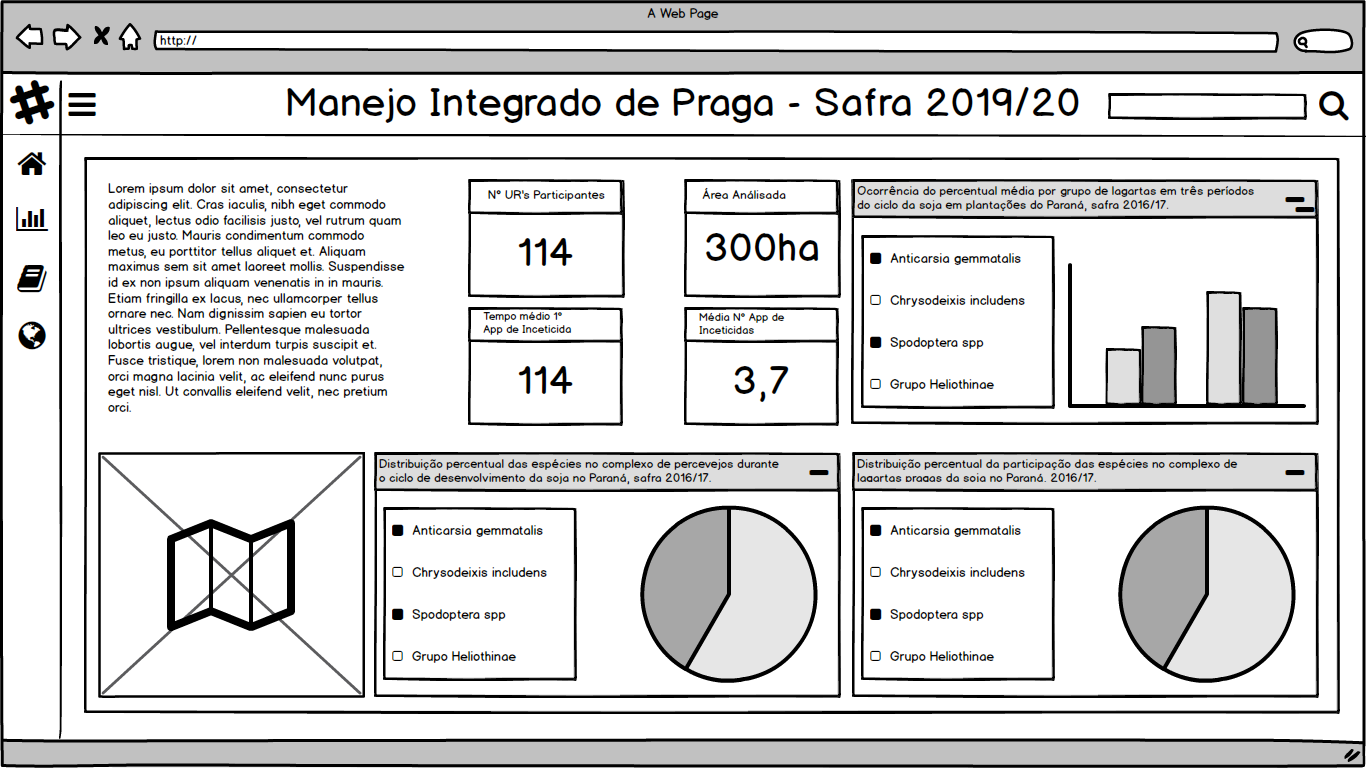 A Web Page
http://
Manejo Integrado de Praga - Safra 2019/20
Lorem ipsum dolor sit amet, consectetur
adipiscing elit. Cras iaculis, nibh eget commodo
aliquet, lectus odio facilisis justo, vel rutrum quam
leo eu justo. Mauris condimentum commodo
metus, eu porttitor tellus aliquet et. Aliquam
maximus sem sit amet laoreet mollis. Suspendisse
id ex non ipsum aliquam venenatis in in mauris.
Etiam fringilla ex lacus, nec ullamcorper tellus
ornare nec. Nam dignissim sapien eu tortor
ultrices vestibulum. Pellentesque malesuada
lobortis augue, vel interdum turpis suscipit et.
Fusce tristique, lorem non malesuada volutpat,
orci magna lacinia velit, ac eleifend nunc purus
eget nisl. Ut convallis eleifend velit, nec pretium
orci.
N° UR's Participantes
114
Área Análisada
300ha
Tempo médio 1°
App de Inceticida
114
Média N° App de
Inceticidas
3,7
Ocorrência do percentual média por grupo de lagartas em três períodos
do ciclo da soja em plantações do Paraná, safra 2016/17.
Anticarsia gemmatalis
Chrysodeixis includens
Spodoptera spp
Grupo Heliothinae
Distribuição percentual das espécies no complexo de percevejos durante
o ciclo de desenvolvimento da soja no Paraná, safra 2016/17.
Anticarsia gemmatalis
Chrysodeixis includens
Spodoptera spp
Grupo Heliothinae
Distribuição percentual da participação das espécies no complexo de
lagartas pragas da soja no Paraná. 2016/17.
Anticarsia gemmatalis
Chrysodeixis includens
Spodoptera spp
Grupo Heliothinae